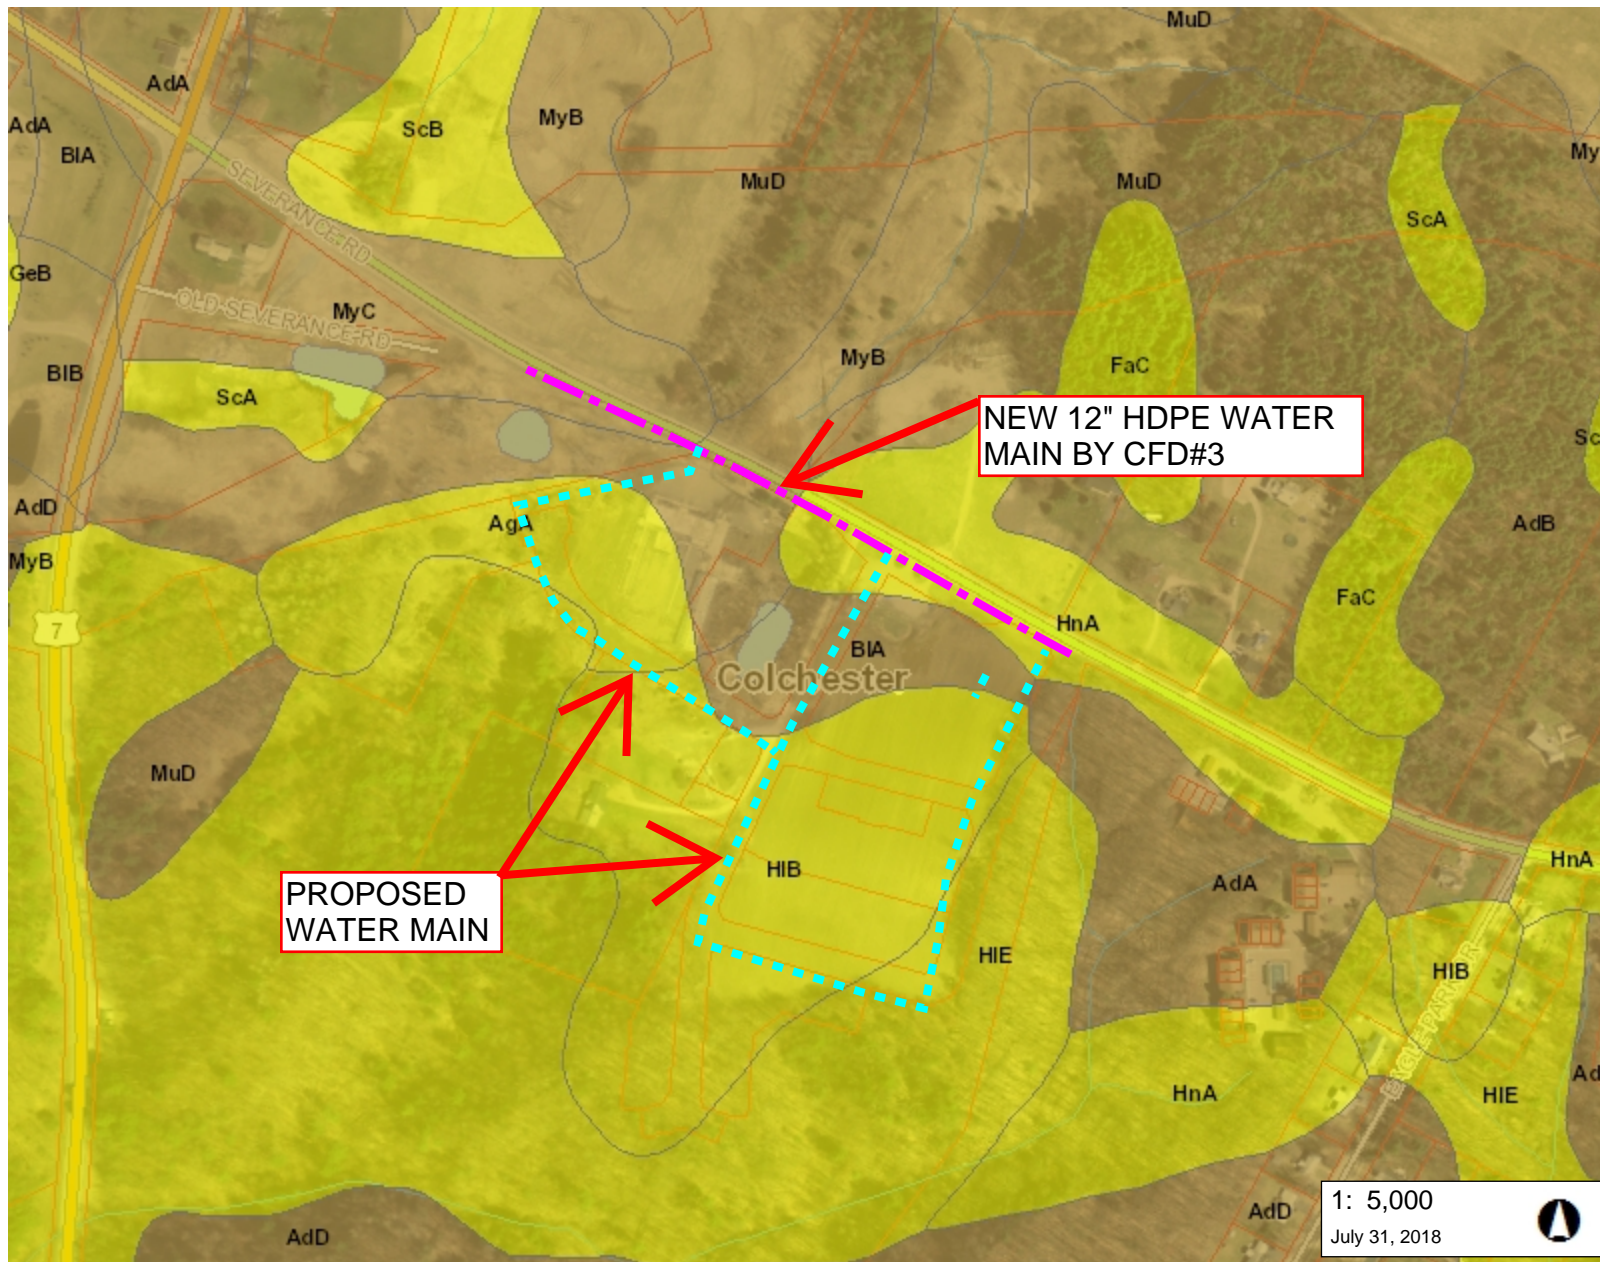 MuD
AdA
ScB
MyB
AdA
BIA
My
MuD
MuD
SEVERANCE RD
ScA
GeB
OLD SEVERANCE RD
MyC
MyB
FaC
BIB
ScA
NEW 12" HDPE WATER
MAIN BY CFD#3
Sc
AdD
AgA
AdB
MyB
FaC
7
HnA
BIA
Colchester
MuD
HIB
AdA
HnA
PROPOSED
WATER MAIN
HIE
HIB
HnA
HIE
Ad
AdD
AdD
1: 5,000
July 31, 2018